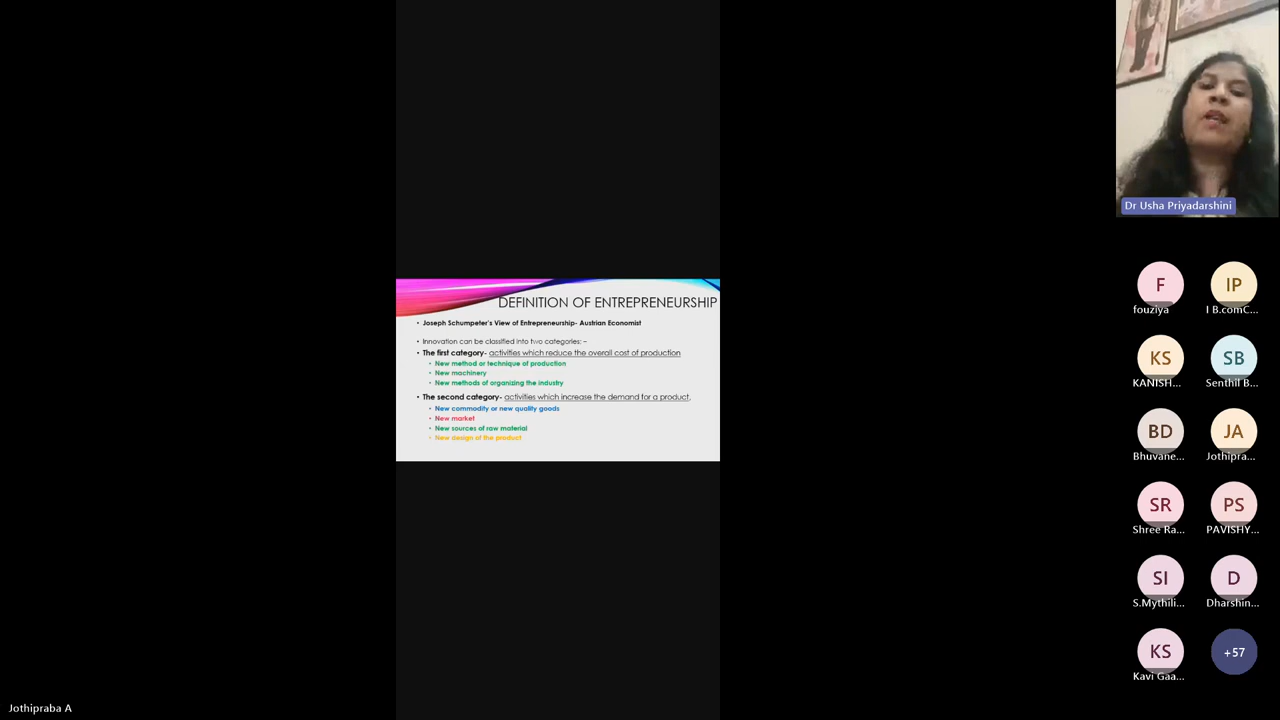 DEFINITION OF ENTREPRENEURSHIP
• Joseph Schumpeter's View of Entrepreneurship- Austrian Economist
• Innovation can be classified into two categories: –
• The first category- activities which reduce the overall cost of production
• New method or technique of production
• New machinery
• New methods of organizing the industry
• The second category- activities which increase the demand for a product.
• New commodity or new quality goods
• New market
• New sources of raw material
• New design of the product
Dr Usha Priyadarshini
F
IP
fouziya
I B.comC...
KS
SB
KANISH...
Senthil B...
BD
JA
Bhuvane...
Jothipra...
SR
PS
Shree Ra...
PAVISHY...
SI
D
S.Mythili...
Dharshin...
KS
+57
Kavi Gaa...
Jothipraba A